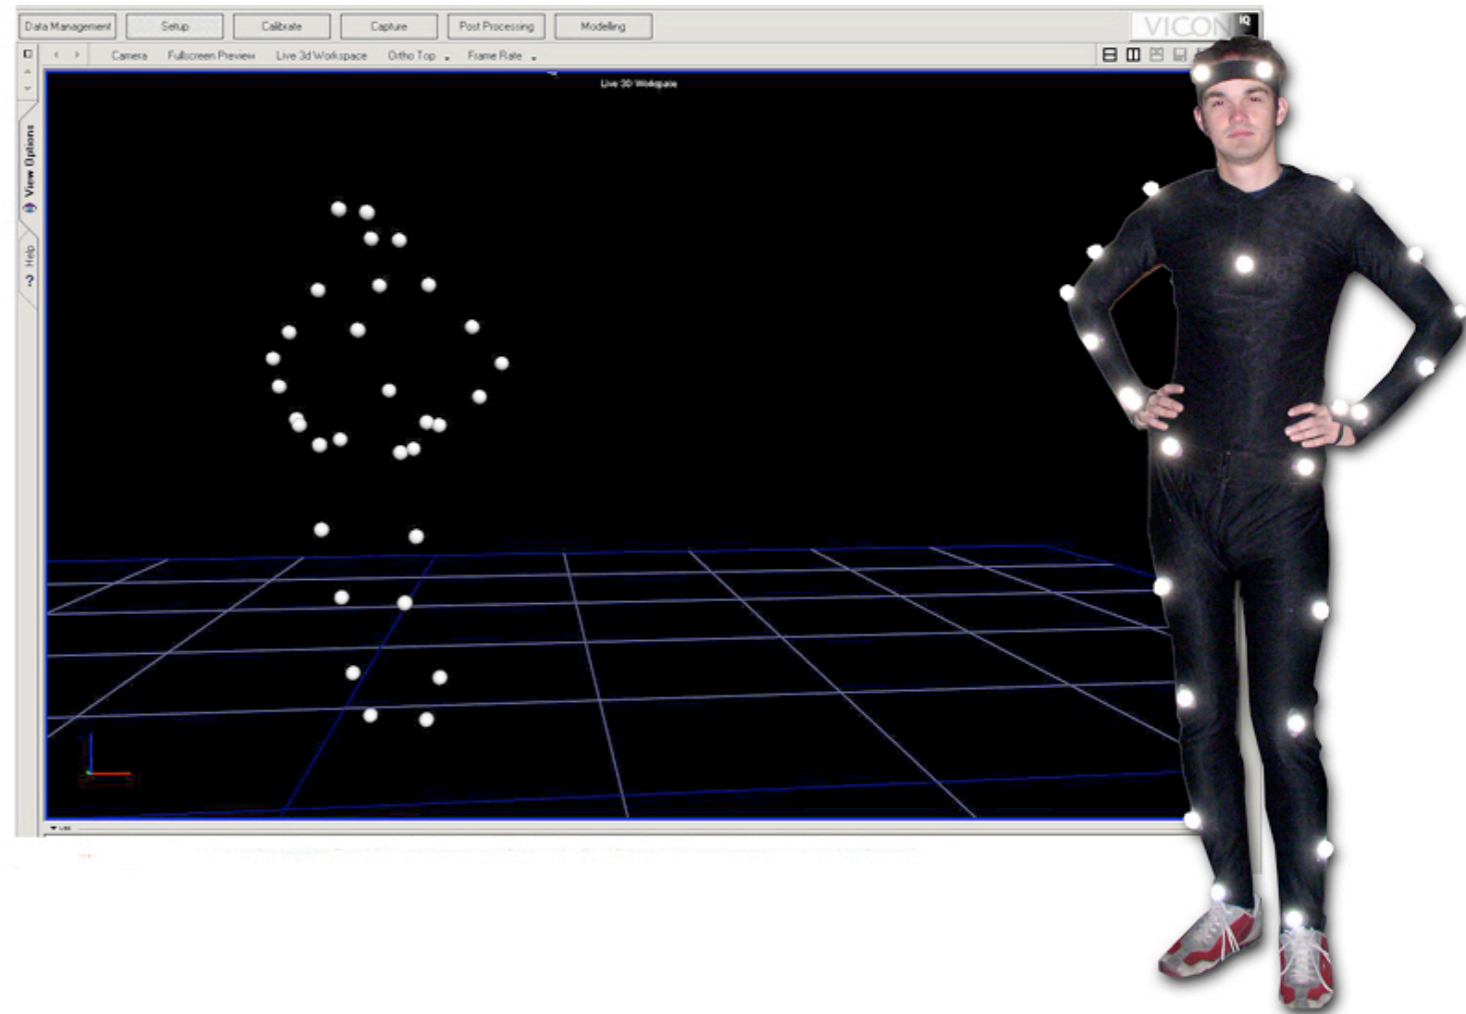 Data Management Setup Calibrate Capture Post Processing Modelling
VICON IQ
Camera Fullscreen Preview Live 3d Workspace Ortho Top Frame Rate
Live 3D Workspace
View Options
? Help